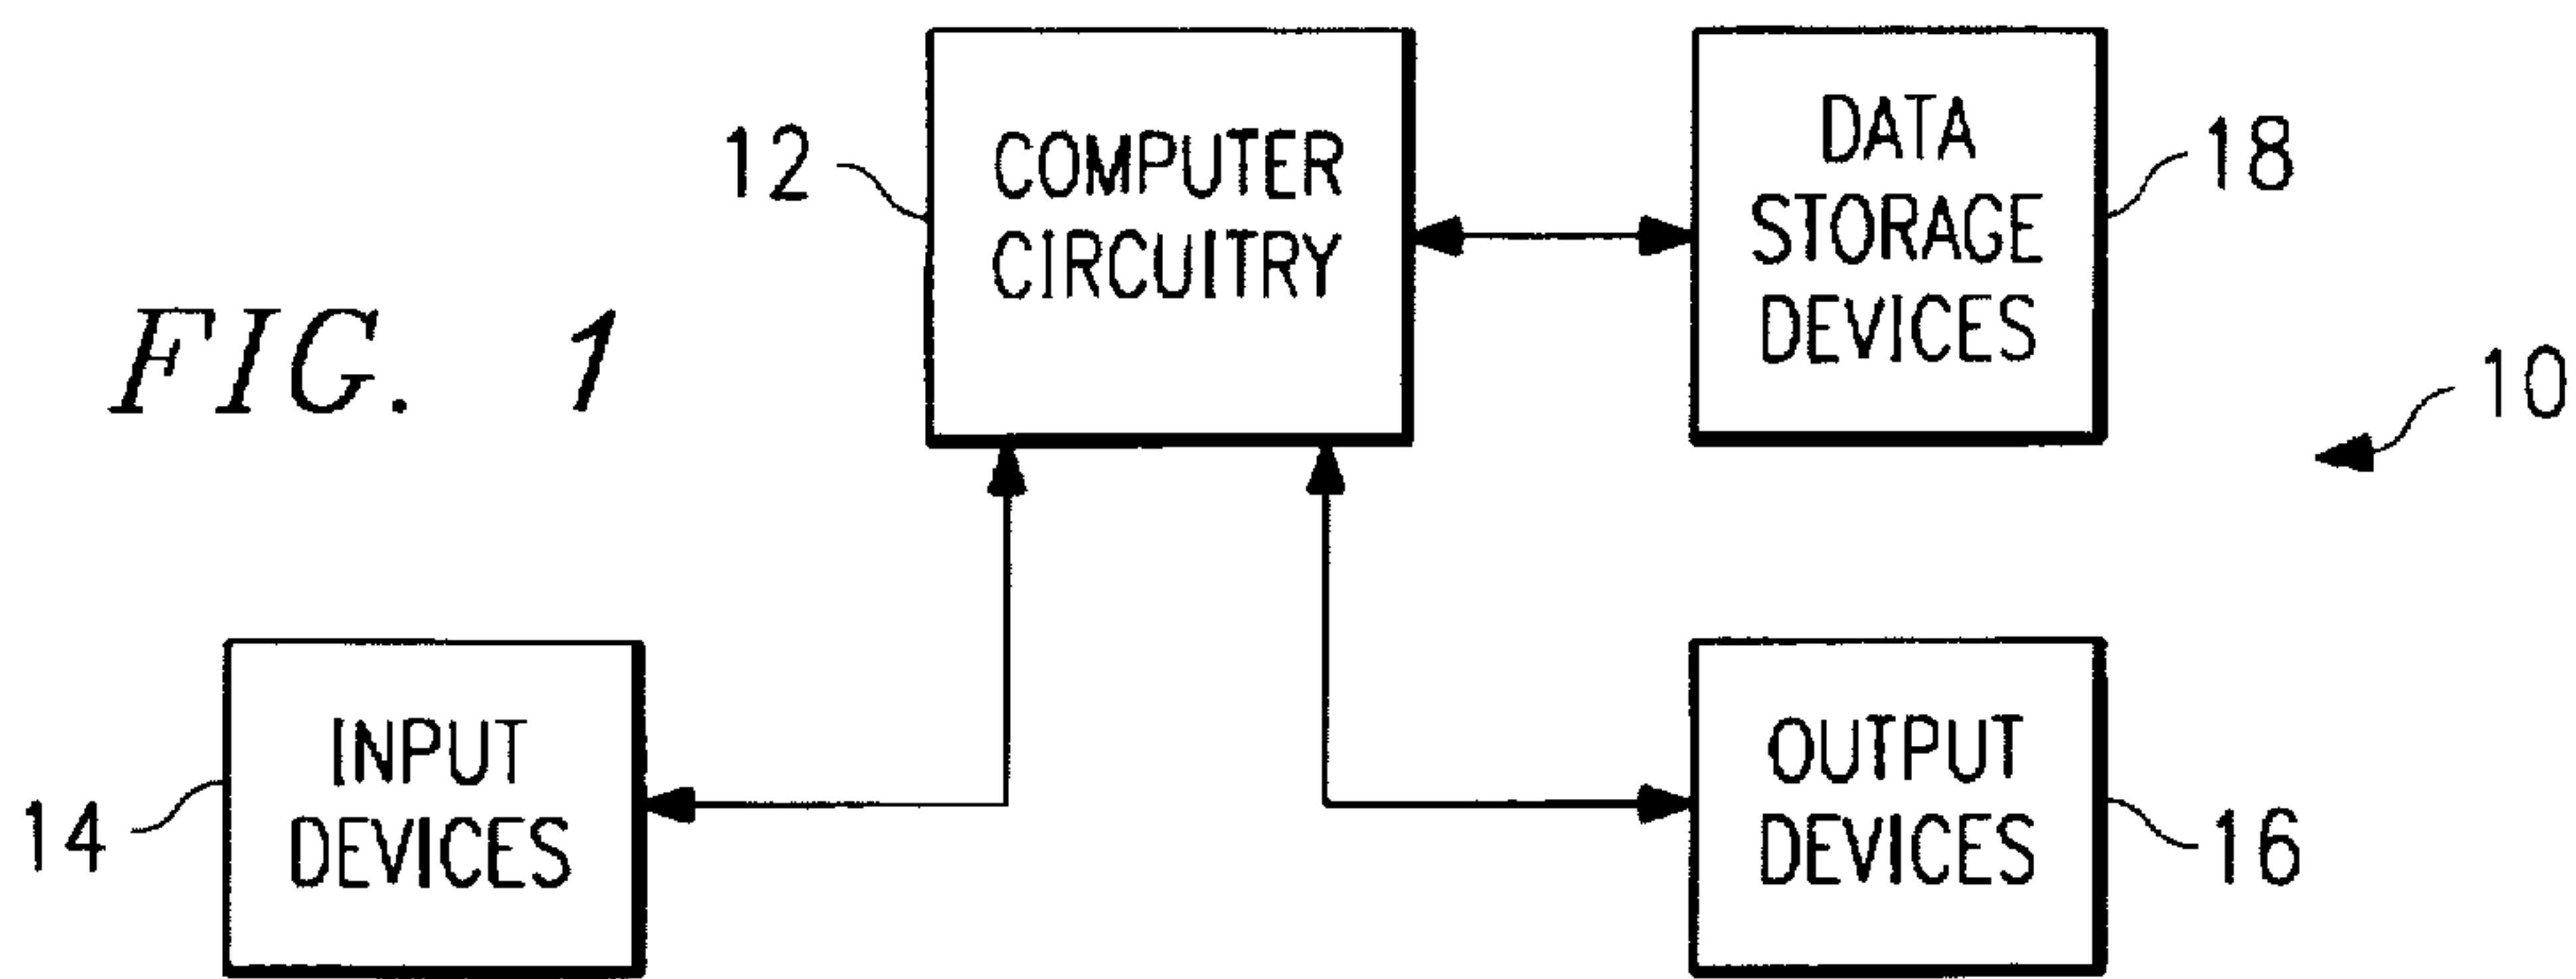 FIG. 1
12
COMPUTER
CIRCUITRY
DATA
STORAGE
DEVICES
18
10
14
INPUT
DEVICES
OUTPUT
DEVICES
16